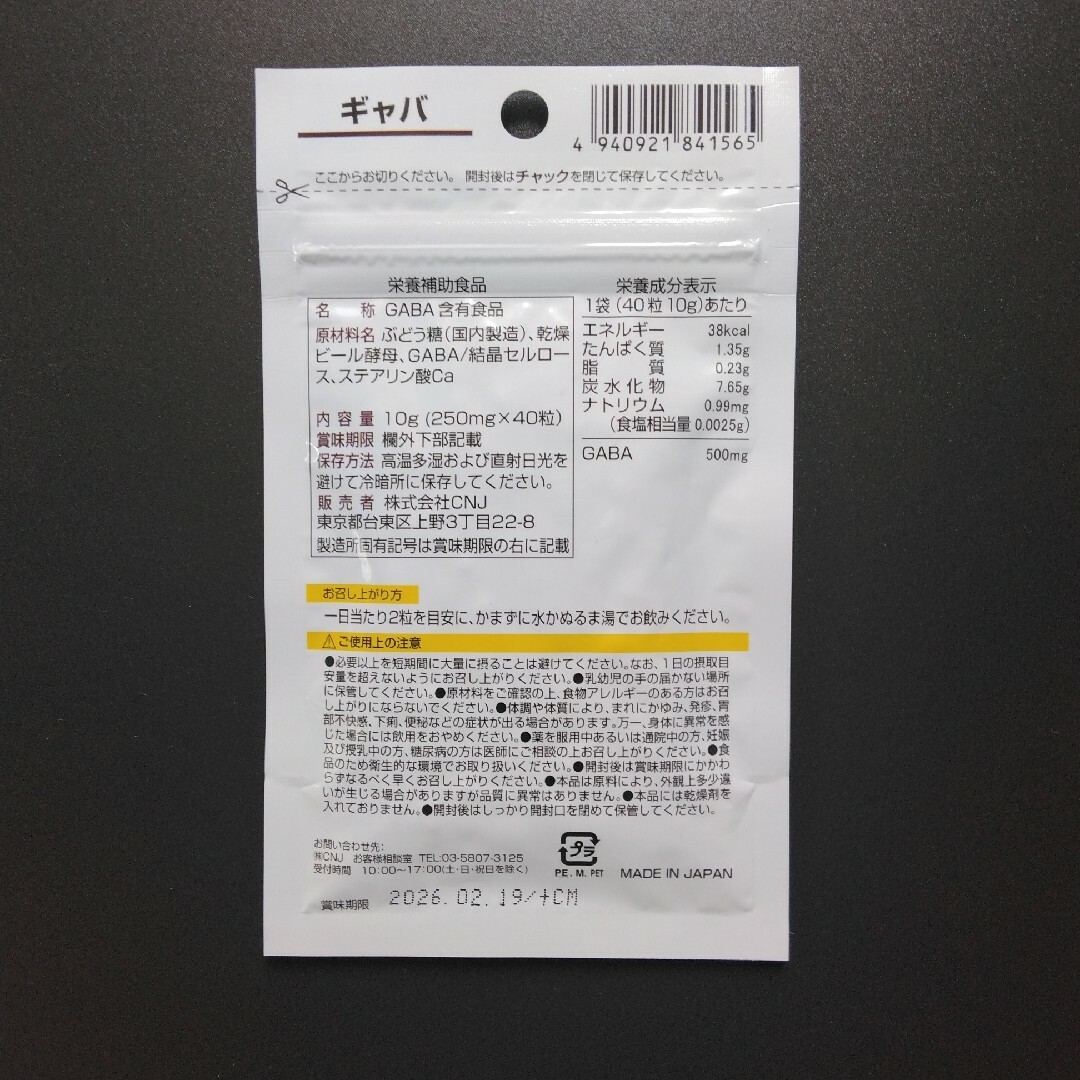 ギャバ
4 940921 841565
ここからお切りください。 開封後はチャックを閉じて保存してください。
栄養補助食品
名 称 GABA含有食品
原材料名 ぶどう糖(国内製造)、乾燥
ビール酵母、GABA/結晶セルロー
ス、ステアリン酸Ca
内容量 10g (250mg×40粒)
賞味期限 欄外下部記載
保存方法 高温多湿および直射日光を
避けて冷暗所に保存してください。
販売者 株式会社CNJ
東京都台東区上野3丁目22-8
製造所固有記号は賞味期限の右に記載
栄養成分表示
1袋 (40粒 10g)あたり
エネルギー 38kcal
たんぱく質 1.35g
脂質 0.23g
炭水化物 7.65g
ナトリウム 0.99mg
(食塩相当量 0.0025g)
GABA 500mg
お召し上がり方
一日当たり2粒を目安に、かまずに水かぬるま湯でお飲みください。
⚠ご使用上の注意
●必要以上を短期間に大量に摂ることは避けてください。なお、1日の摂取目
安量を超えないようにお召し上がりください。●乳幼児の手の届かない場所
に保管してください。●原材料をご確認の上、食物アレルギーのある方はお召
し上がりにならないでください。●体調や体質により、まれにかゆみ、発疹、胃
部不快感、下痢、便秘などの症状が出る場合があります。万一、身体に異常を感
じた場合には飲用をおやめください。●薬を服用中あるいは通院中の方、妊娠
及び授乳中の方、糖尿病の方は医師にご相談の上お召し上がりください。●食
品のため衛生的な環境でお取り扱いください。●開封後は賞味期限にかかわ
らずなるべく早くお召し上がりください。●本品は原料により、外観上多少違
いが生じる場合がありますが品質に異常はありません。●本品には乾燥剤を
入れておりません。●開封後はしっかり開封口を閉めて保管してください。
お問い合わせ先:
㈱CNJ お客様相談室 TEL:03-5807-3125
受付時間 10:00〜17:00(土・日・祝日を除く)
プラ
PE, M, PET
MADE IN JAPAN
賞味期限 2026.02.19/+CM